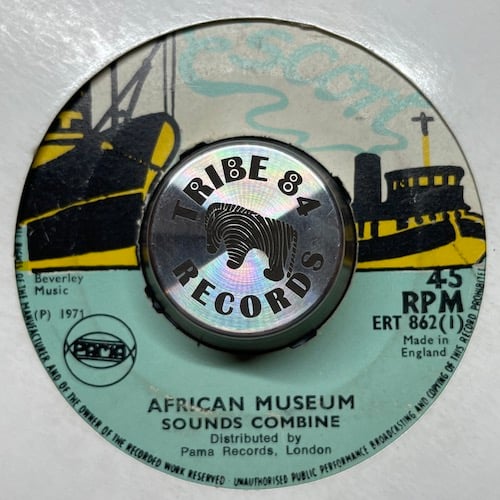 ESCORT
TRIBE 84
RECORDS
Beverley
Music
(P) 1971
PAMA
45
RPM
ERT 862(1)
Made in
England
AFRICAN MUSEUM
SOUNDS COMBINE
Distributed by
Pama Records, London
OF THE MANUFACTURER AND OF THE OWNER OF THE RECORDED WORK RESERVED · UNAUTHORISED PUBLIC PERFORMANCE BROADCASTING AND COPYING OF THIS RECORD PROHIBITED